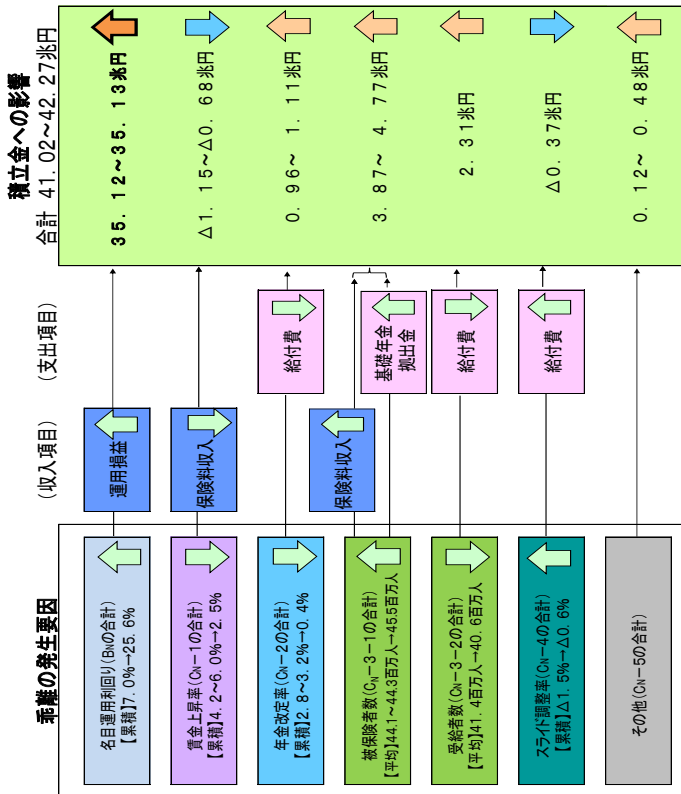 乖離の発生要因
(収入項目)
(支出項目)
積立金への影響
合計 41.02～42.27兆円
名目運用利回り(BNの合計)
【累積】7.0%→25.6%
運用損益
35.12～35.13兆円
賃金上昇率(CN-1の合計)
【累積】4.2~6.0%→2.5%
保険料収入
△1.15～△0.68兆円
年金改定率(CN-2の合計)
【累積】2.8~3.2%→0.4%
給付費
0.96～ 1.11兆円
被保険者数(CN-3-1の合計)
【平均】44.1~44.3百万人→45.5百万人
保険料収入
基礎年金
拠出金
3.87～ 4.77兆円
受給者数(CN-3-2の合計)
【平均】41.4百万人→40.6百万人
給付費
2.31兆円
スライド調整率(CN-4の合計)
【累積】△1.5%→△0.6%
給付費
△0.37兆円
その他(CN-5の合計)
0.12～ 0.48兆円